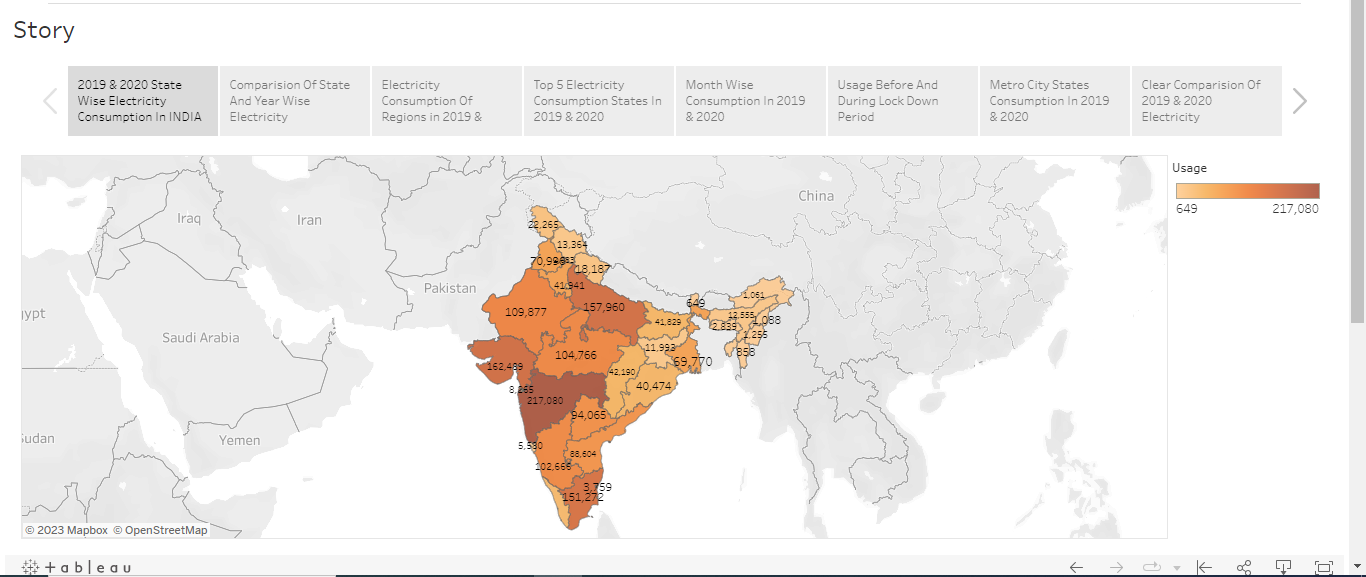 Story
2019 & 2020 State
Wise Electricity
Consumption In INDIA
Comparision Of State
And Year Wise
Electricity
Electricity
Consumption Of
Regions in 2019 &
Top 5 Electricity
Consumption States In
2019 & 2020
Month Wise
Consumption In 2019
& 2020
Usage Before And
During Lock Down
Period
Metro City States
Consumption In 2019
& 2020
Clear Comparision Of
2019 & 2020
Electricity
Usage
649
217,080
China
Iraq
Iran
22,265
13,364
70,998
18,187
41,941
Pakistan
1,061
649
109,877
157,960
12,555
1,088
ypt
41,829
2,839
Saudi Arabia
1,255
11,993
858
104,766
59,770
162,489
42,190
40,474
8,265
217,080
94,065
udan
Yemen
5,580
88,604
102,666
3,759
151,272
© 2023 Mapbox © OpenStreetMap
+ableau